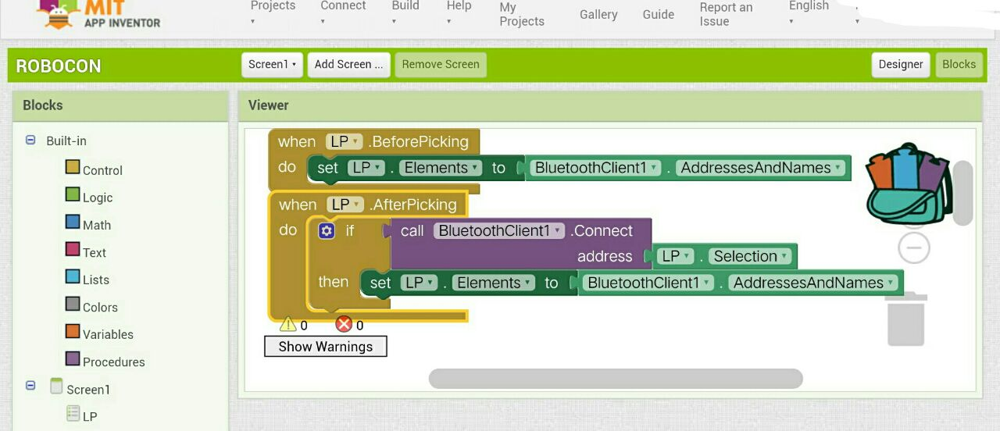 MIT
APP INVENTOR
Projects
Connect
Build
Help
My Projects
Gallery
Guide
Report an Issue
English
ROBOCON
Screen1
Add Screen ...
Remove Screen
Designer
Blocks
Blocks
Built-in
Control
Logic
Math
Text
Lists
Colors
Variables
Procedures
Screen1
LP
Viewer
when LP .BeforePicking
do set LP . Elements to BluetoothClient1 . AddressesAndNames
when LP .AfterPicking
do if call BluetoothClient1 .Connect
address LP . Selection
then set LP . Elements to BluetoothClient1 . AddressesAndNames
0 0
Show Warnings